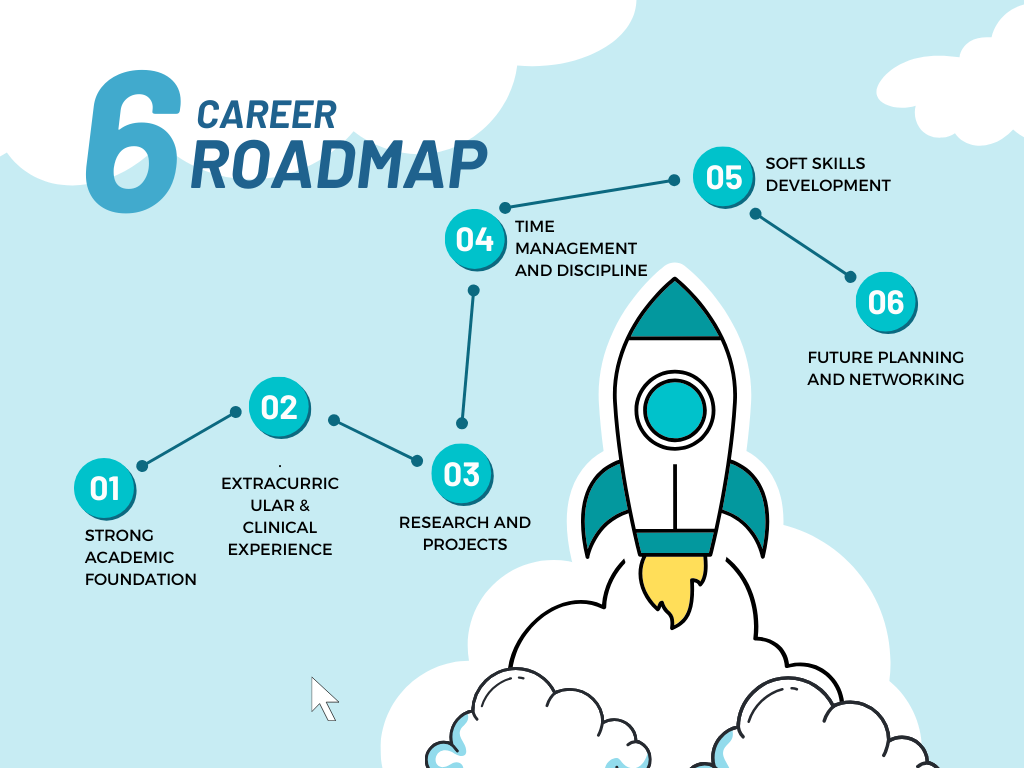 6
CAREER
ROADMAP
01
STRONG
ACADEMIC
FOUNDATION
02
.
EXTRACURRIC
ULAR &
CLINICAL
EXPERIENCE
03
RESEARCH AND
PROJECTS
04
TIME
MANAGEMENT
AND DISCIPLINE
05
SOFT SKILLS
DEVELOPMENT
06
FUTURE PLANNING
AND NETWORKING